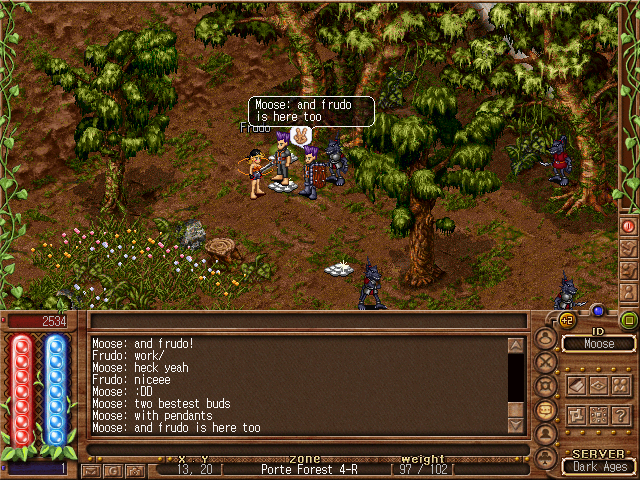 Moose: and frudo
is here too
Frudo
2534
Moose: and frudo!
Frudo: work/
Moose: heck yeah
Frudo: niceee
Moose: :DD
Moose: two bestest buds
Moose: with pendants
Moose: and frudo is here too
+2
ID
Moose
SERVER
Dark Ages
x y zone weight
1 13, 20 Porte Forest 4-R 97 / 102
G
?